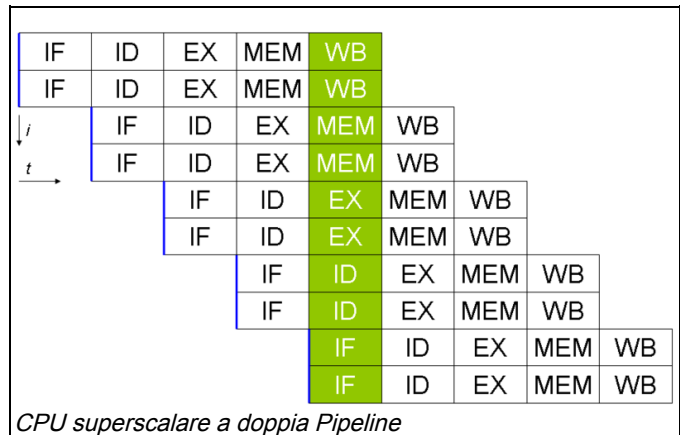 IF ID EX MEM WB
IF ID EX MEM WB
i IF ID EX MEM WB
t IF ID EX MEM WB
IF ID EX MEM WB
IF ID EX MEM WB
IF ID EX MEM WB
IF ID EX MEM WB
IF ID EX MEM WB
IF ID EX MEM WB
CPU superscalare a doppia Pipeline